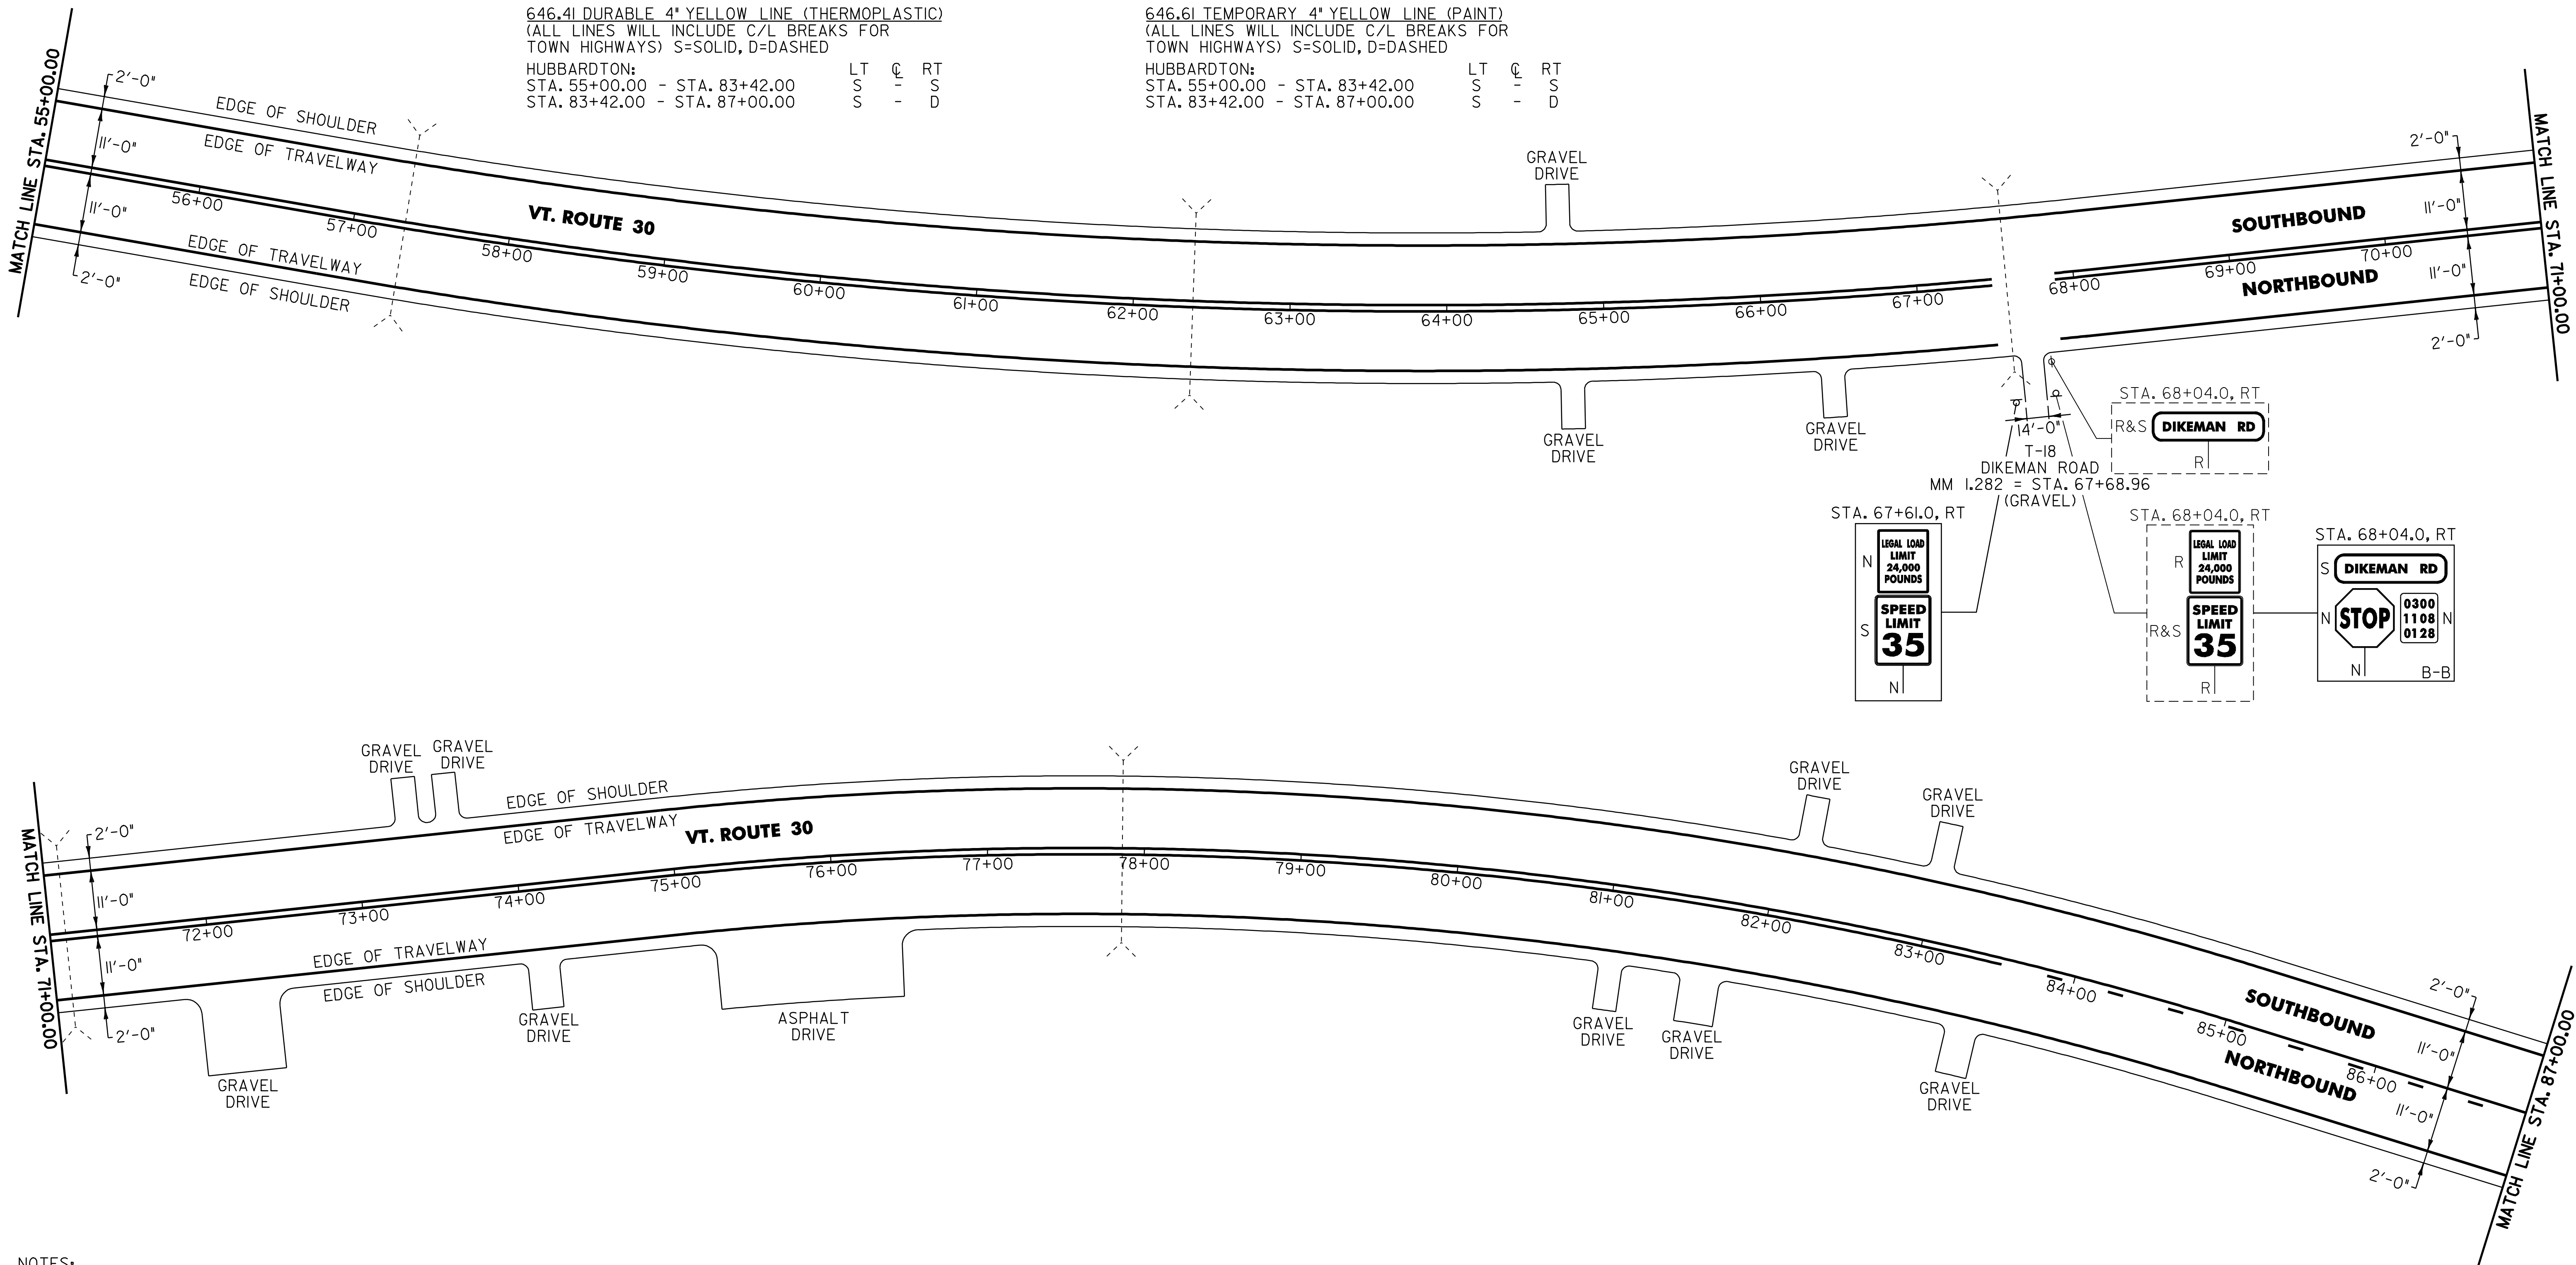 646.41 DURABLE 4" YELLOW LINE (THERMOPLASTIC)
(ALL LINES WILL INCLUDE C/L BREAKS FOR
TOWN HIGHWAYS) S=SOLID, D=DASHED
HUBBARDTON: LT ℄ RT
STA. 55+00.00 - STA. 83+42.00 S - S
STA. 83+42.00 - STA. 87+00.00 S - D
646.61 TEMPORARY 4" YELLOW LINE (PAINT)
(ALL LINES WILL INCLUDE C/L BREAKS FOR
TOWN HIGHWAYS) S=SOLID, D=DASHED
HUBBARDTON: LT ℄ RT
STA. 55+00.00 - STA. 83+42.00 S - S
STA. 83+42.00 - STA. 87+00.00 S - D
MATCH LINE STA. 55+00.00
2'-0"
11'-0"
11'-0"
2'-0"
EDGE OF SHOULDER
EDGE OF TRAVELWAY
EDGE OF TRAVELWAY
EDGE OF SHOULDER
VT. ROUTE 30
56+00
57+00
58+00
59+00
60+00
61+00
62+00
63+00
64+00
65+00
66+00
67+00
68+00
69+00
70+00
GRAVEL
DRIVE
GRAVEL
DRIVE
GRAVEL
DRIVE
SOUTHBOUND
NORTHBOUND
2'-0"
11'-0"
11'-0"
2'-0"
MATCH LINE STA. 71+00.00
14'-0"
T-18
DIKEMAN ROAD
MM 1.282 = STA. 67+68.96
(GRAVEL)
STA. 68+04.0, RT
R&S DIKEMAN RD
R
STA. 67+61.0, RT
N
LEGAL LOAD
LIMIT
24,000
POUNDS
S
SPEED
LIMIT
35
N
STA. 68+04.0, RT
R
LEGAL LOAD
LIMIT
24,000
POUNDS
R&S
SPEED
LIMIT
35
R
STA. 68+04.0, RT
S DIKEMAN RD
N STOP
0300
1108
0128
N
N
B-B
MATCH LINE STA. 71+00.00
2'-0"
11'-0"
11'-0"
2'-0"
GRAVEL
DRIVE
GRAVEL
DRIVE
EDGE OF SHOULDER
EDGE OF TRAVELWAY
VT. ROUTE 30
EDGE OF TRAVELWAY
EDGE OF SHOULDER
72+00
73+00
74+00
75+00
76+00
77+00
78+00
79+00
80+00
81+00
82+00
83+00
84+00
85+00
86+00
GRAVEL
DRIVE
GRAVEL
DRIVE
ASPHALT
DRIVE
GRAVEL
DRIVE
GRAVEL
DRIVE
GRAVEL
DRIVE
GRAVEL
DRIVE
GRAVEL
DRIVE
SOUTHBOUND
NORTHBOUND
2'-0"
11'-0"
11'-0"
2'-0"
MATCH LINE STA. 87+00.00
NOTES: